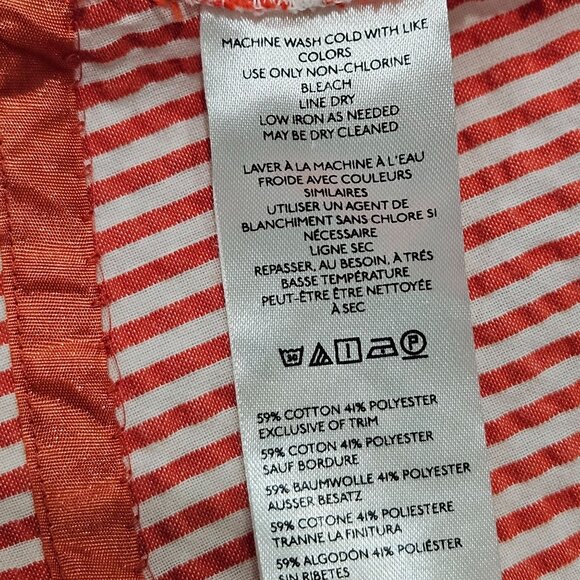 MACHINE WASH COLD WITH LIKE
COLORS
USE ONLY NON-CHLORINE
BLEACH
LINE DRY
LOW IRON AS NEEDED
MAY BE DRY CLEANED
LAVER À LA MACHINE À L'EAU
FROIDE AVEC COULEURS
SIMILAIRES
UTILISER UN AGENT DE
BLANCHIMENT SANS CHLORE SI
NÉCESSAIRE
LIGNE SEC
REPASSER, AU BESOIN, À TRÉS
BASSE TEMPÉRATURE
PEUT-ÊTRE ÊTRE NETTOYÉE
À SEC
30 P
59% COTTON 41% POLYESTER
EXCLUSIVE OF TRIM
59% COTON 41% POLYESTER
SAUF BORDURE
59% BAUMWOLLE 41% POLYESTER
AUSSER BESATZ
59% COTONE 41% POLIESTERE
TRANNE LA FINITURA
59% ALGODÓN 41% POLIÉSTER
SIN RIBETES